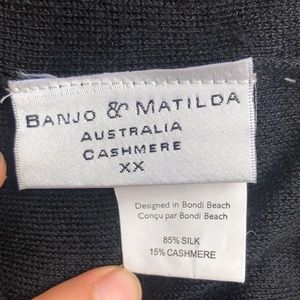 BANJO & MATILDA
AUSTRALIA
CASHMERE
XX
Designed in Bondi Beach
Conçu par Bondi Beach
85% SILK
15% CASHMERE